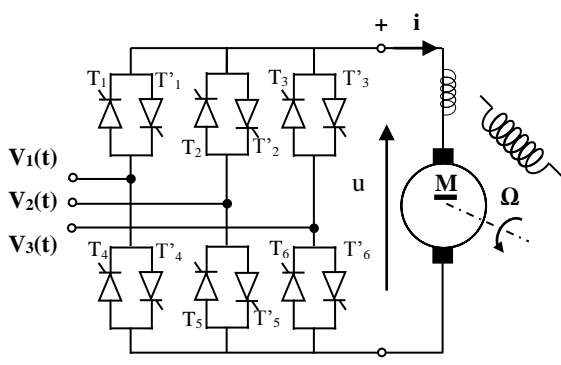 + i
T1 T'1 T3 T'3
T2 T'2
V1(t)
V2(t)
V3(t)
u
M
Ω
T4 T'4 T6 T'6
T5 T'5